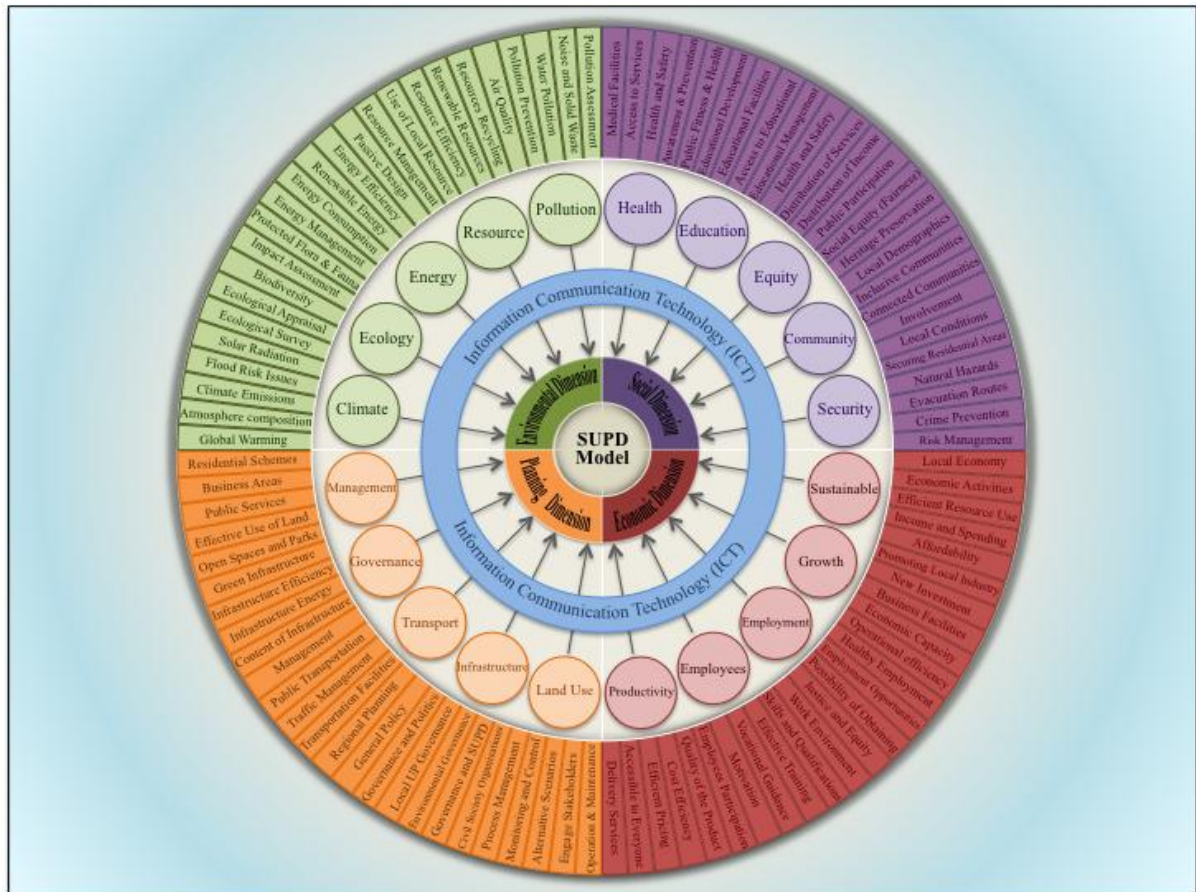 Pollution Assessment
Noise and Solid Waste
Water Pollution
Pollution Prevention
Air Quality
Resources Recycling
Renewable Resources
Resource Efficiency
Use of Local Resource
Resource Management
Passive Design
Energy Efficiency
Renewable Energy
Energy Consumption
Energy Management
Protected Flora & Fauna
Impact Assessment
Biodiversity
Ecological Appraisal
Ecological Survey
Solar Radiation
Flood Risk Issues
Climate Emissions
Atmosphere composition
Global Warming
Medical Facilities
Access to Services
Health and Safety
Awareness & Prevention
Public Fitness & Health
Educational Development
Educational Facilities
Access to Educational
Educational Management
Health and Safety
Distribution of Services
Distribution of Income
Public Participation
Social Equity (Fairness)
Heritage Preservation
Local Demographics
Inclusive Communities
Connected Communities
Involvement
Local Conditions
Securing Residential Areas
Natural Hazards
Evacuation Routes
Crime Prevention
Risk Management
Pollution
Resource
Energy
Ecology
Climate
Health
Education
Equity
Community
Security
Information Communication Technology (ICT)
Environmental Dimension
Social Dimension
SUPD
Model
Planning Dimension
Economic Dimension
Information Communication Technology (ICT)
Management
Governance
Transport
Infrastructure
Land Use
Sustainable
Growth
Employment
Employees
Productivity
Residential Schemes
Business Areas
Public Services
Effective Use of Land
Open Spaces and Parks
Green Infrastructure
Infrastructure Efficiency
Infrastructure Energy
Content of Infrastructure
Management
Public Transportation
Traffic Management
Transportation Facilities
Regional Planning
General Policy
Governance and Politics
Local UP Governance
Environmental Governance
Governance and SUPD
Civil Society Organisations
Process Management
Monitoring and Control
Alternative Scenarios
Engage Stakeholders
Operation & Maintenance
Local Economy
Economic Activities
Efficient Resource Use
Income and Spending
Affordability
Promoting Local Industry
New Investment
Business Facilities
Economic Capacity
Operational efficiency
Healthy Employment
Employment Opportunities
Possibility of Obtaining
Justice and Equity
Work Environment
Skills and Qualifications
Effective Training
Vocational Guidance
Motivation
Employees Participation
Quality of the Product
Cost Efficiency
Efficient Pricing
Accessible to Everyone
Delivery Services